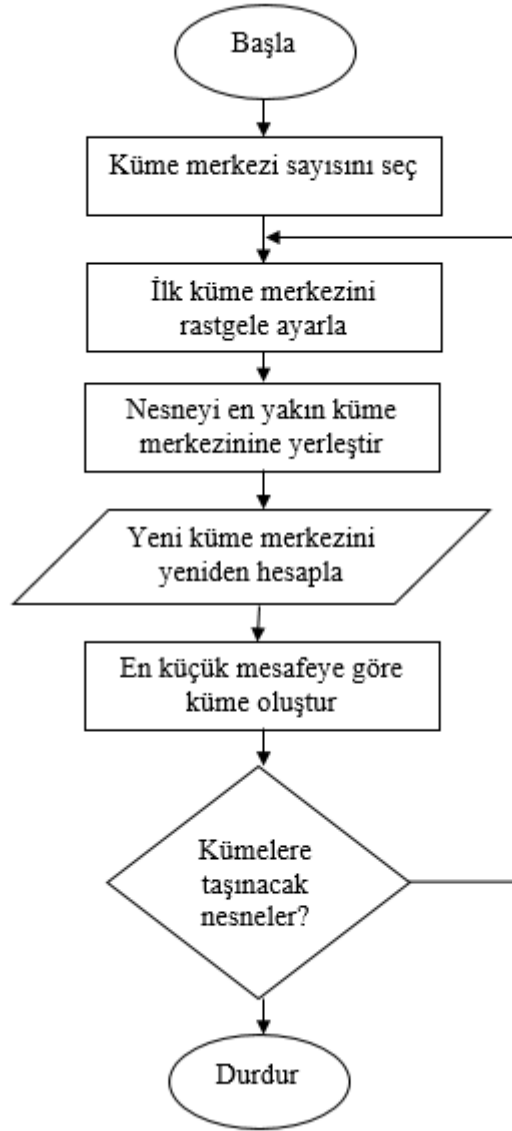 Başla
Küme merkezi sayısını seç
İlk küme merkezini
rastgele ayarla
Nesneyi en yakın küme
merkezinine yerleştir
Yeni küme merkezini
yeniden hesapla
En küçük mesafeye göre
küme oluştur
Kümelere
taşınacak
nesneler?
Durdur